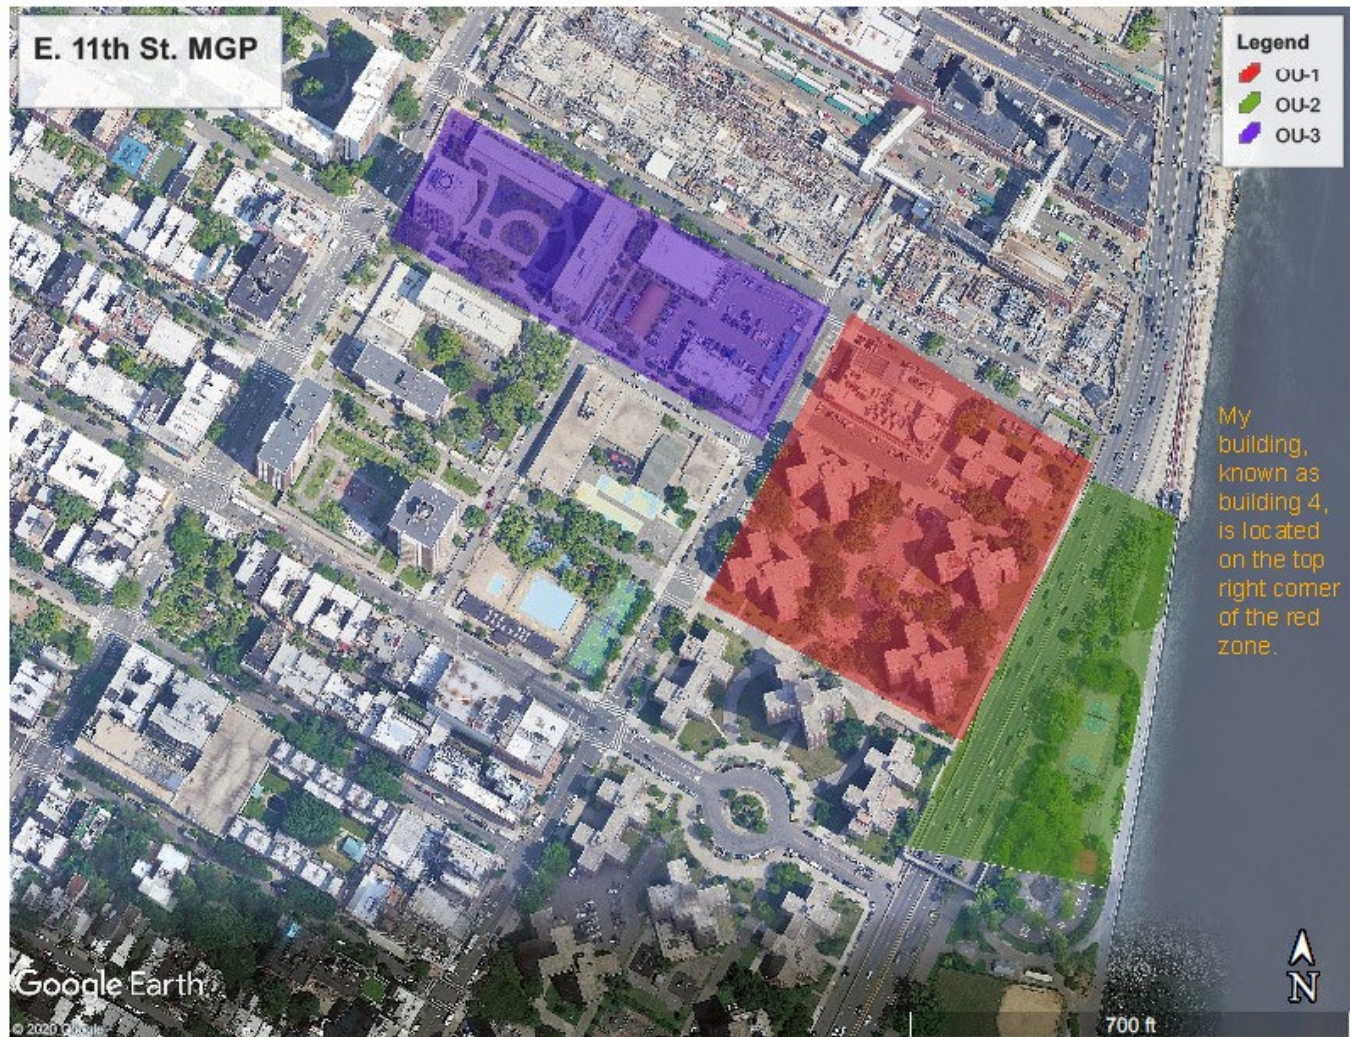 E. 11th St. MGP
Legend
OU-1
OU-2
OU-3
My
building,
known as
building 4,
is located
on the top
right corner
of the red
zone.
Google Earth
© 2020 Google
N
700 ft